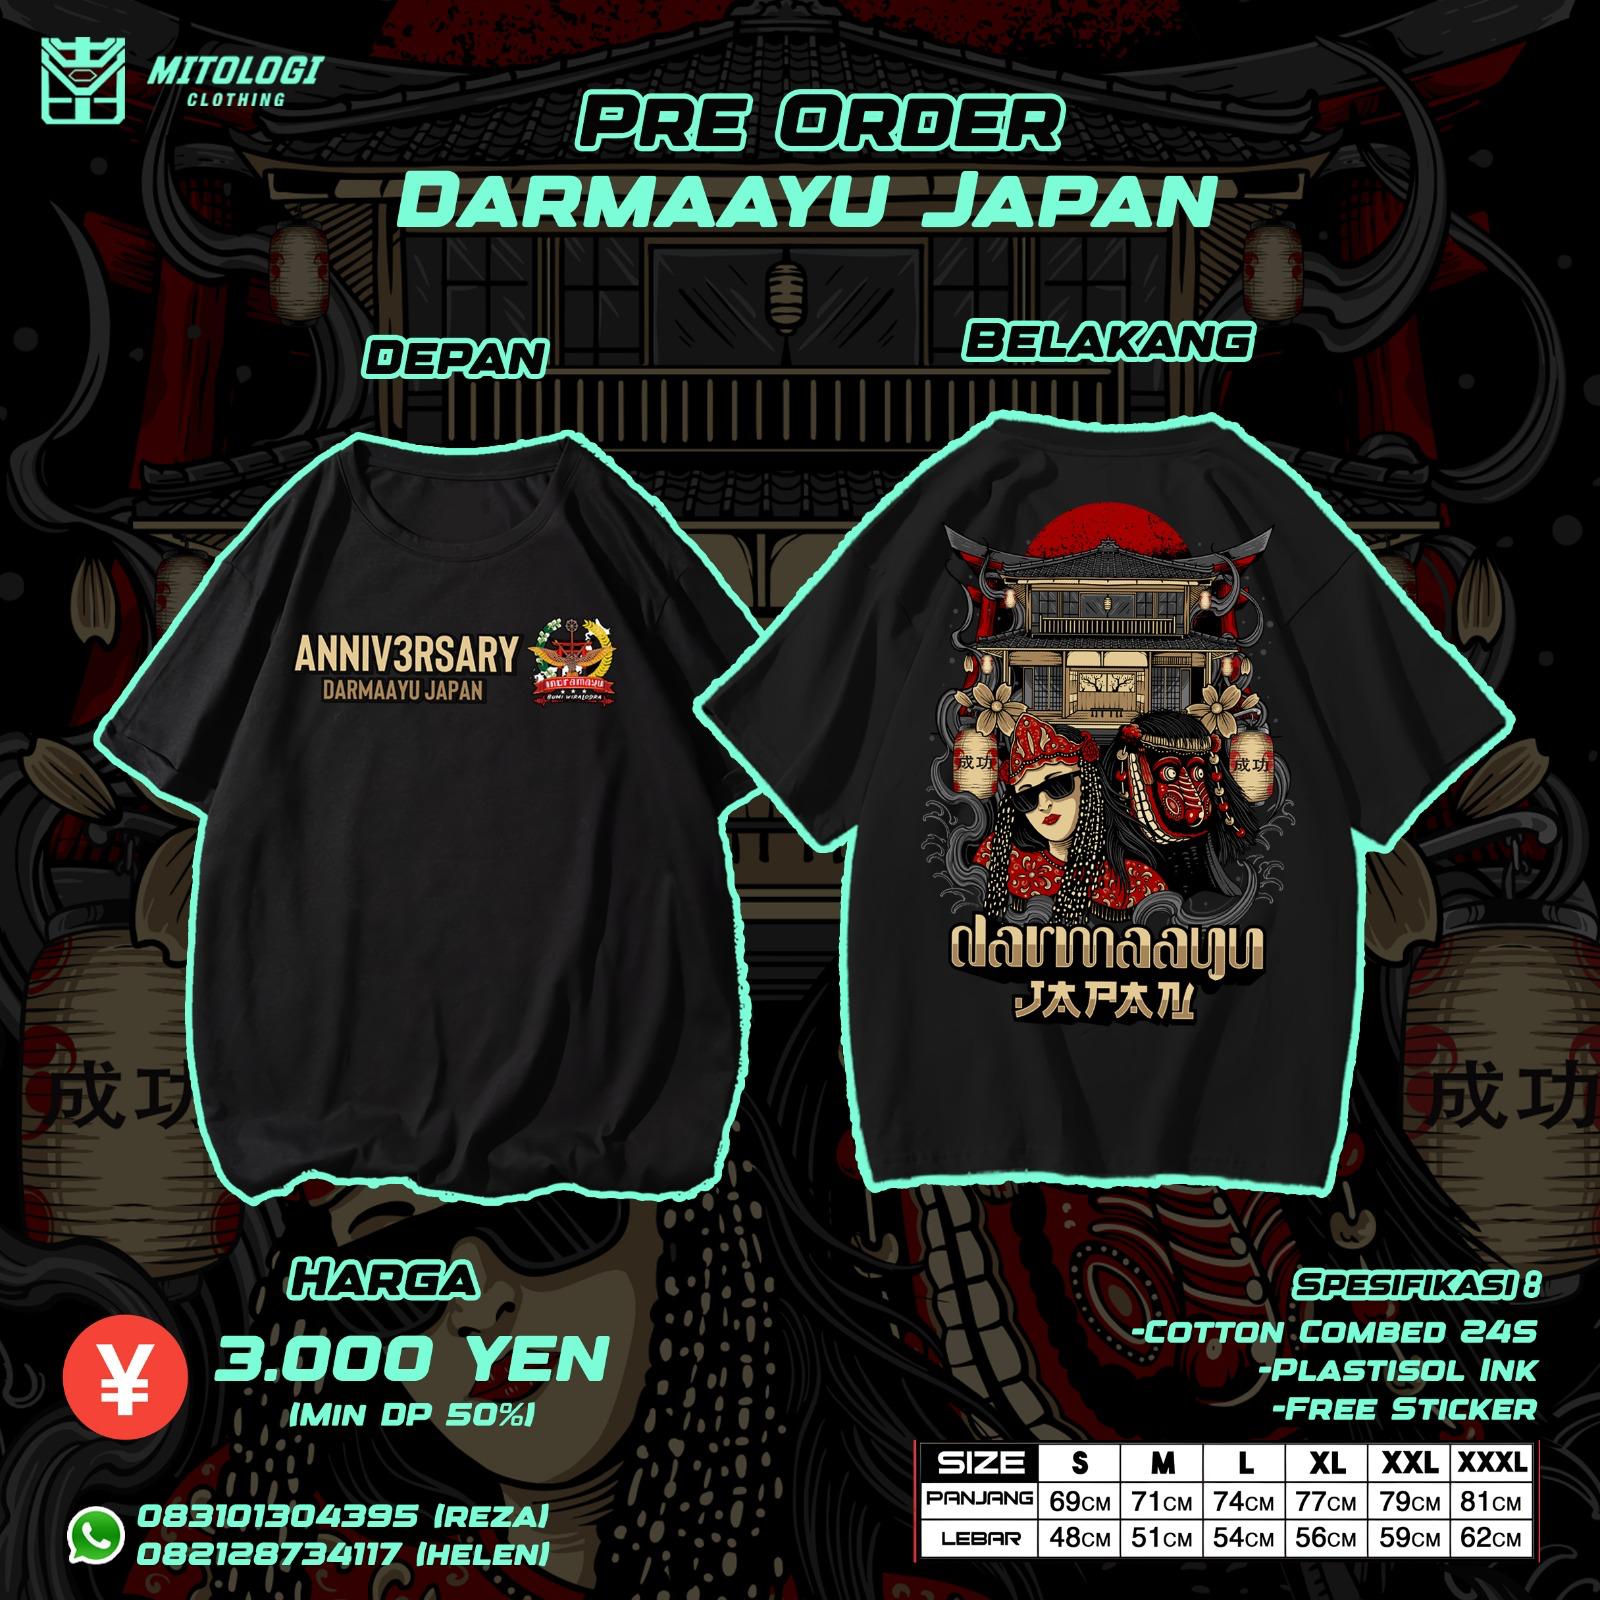 MITOLOGI
CLOTHING
PRE ORDER
DARMAAYU JAPAN
DEPAN
BELAKANG
ANNIV3RSARY
DARMAAYU JAPAN
indramayu
BUMI WIRALODRA
成功
成功
darmaayu
JAPAN
成功
成功
HARGA
¥ 3.000 YEN
(MIN DP 50%)
083101304395 (REZA)
082128734117 (HELEN)
SPESIFIKASI :
-COTTON COMBED 24S
-PLASTISOL INK
-FREE STICKER
SIZE S M L XL XXL XXXL
PANJANG 69CM 71CM 74CM 77CM 79CM 81CM
LEBAR 48CM 51CM 54CM 56CM 59CM 62CM